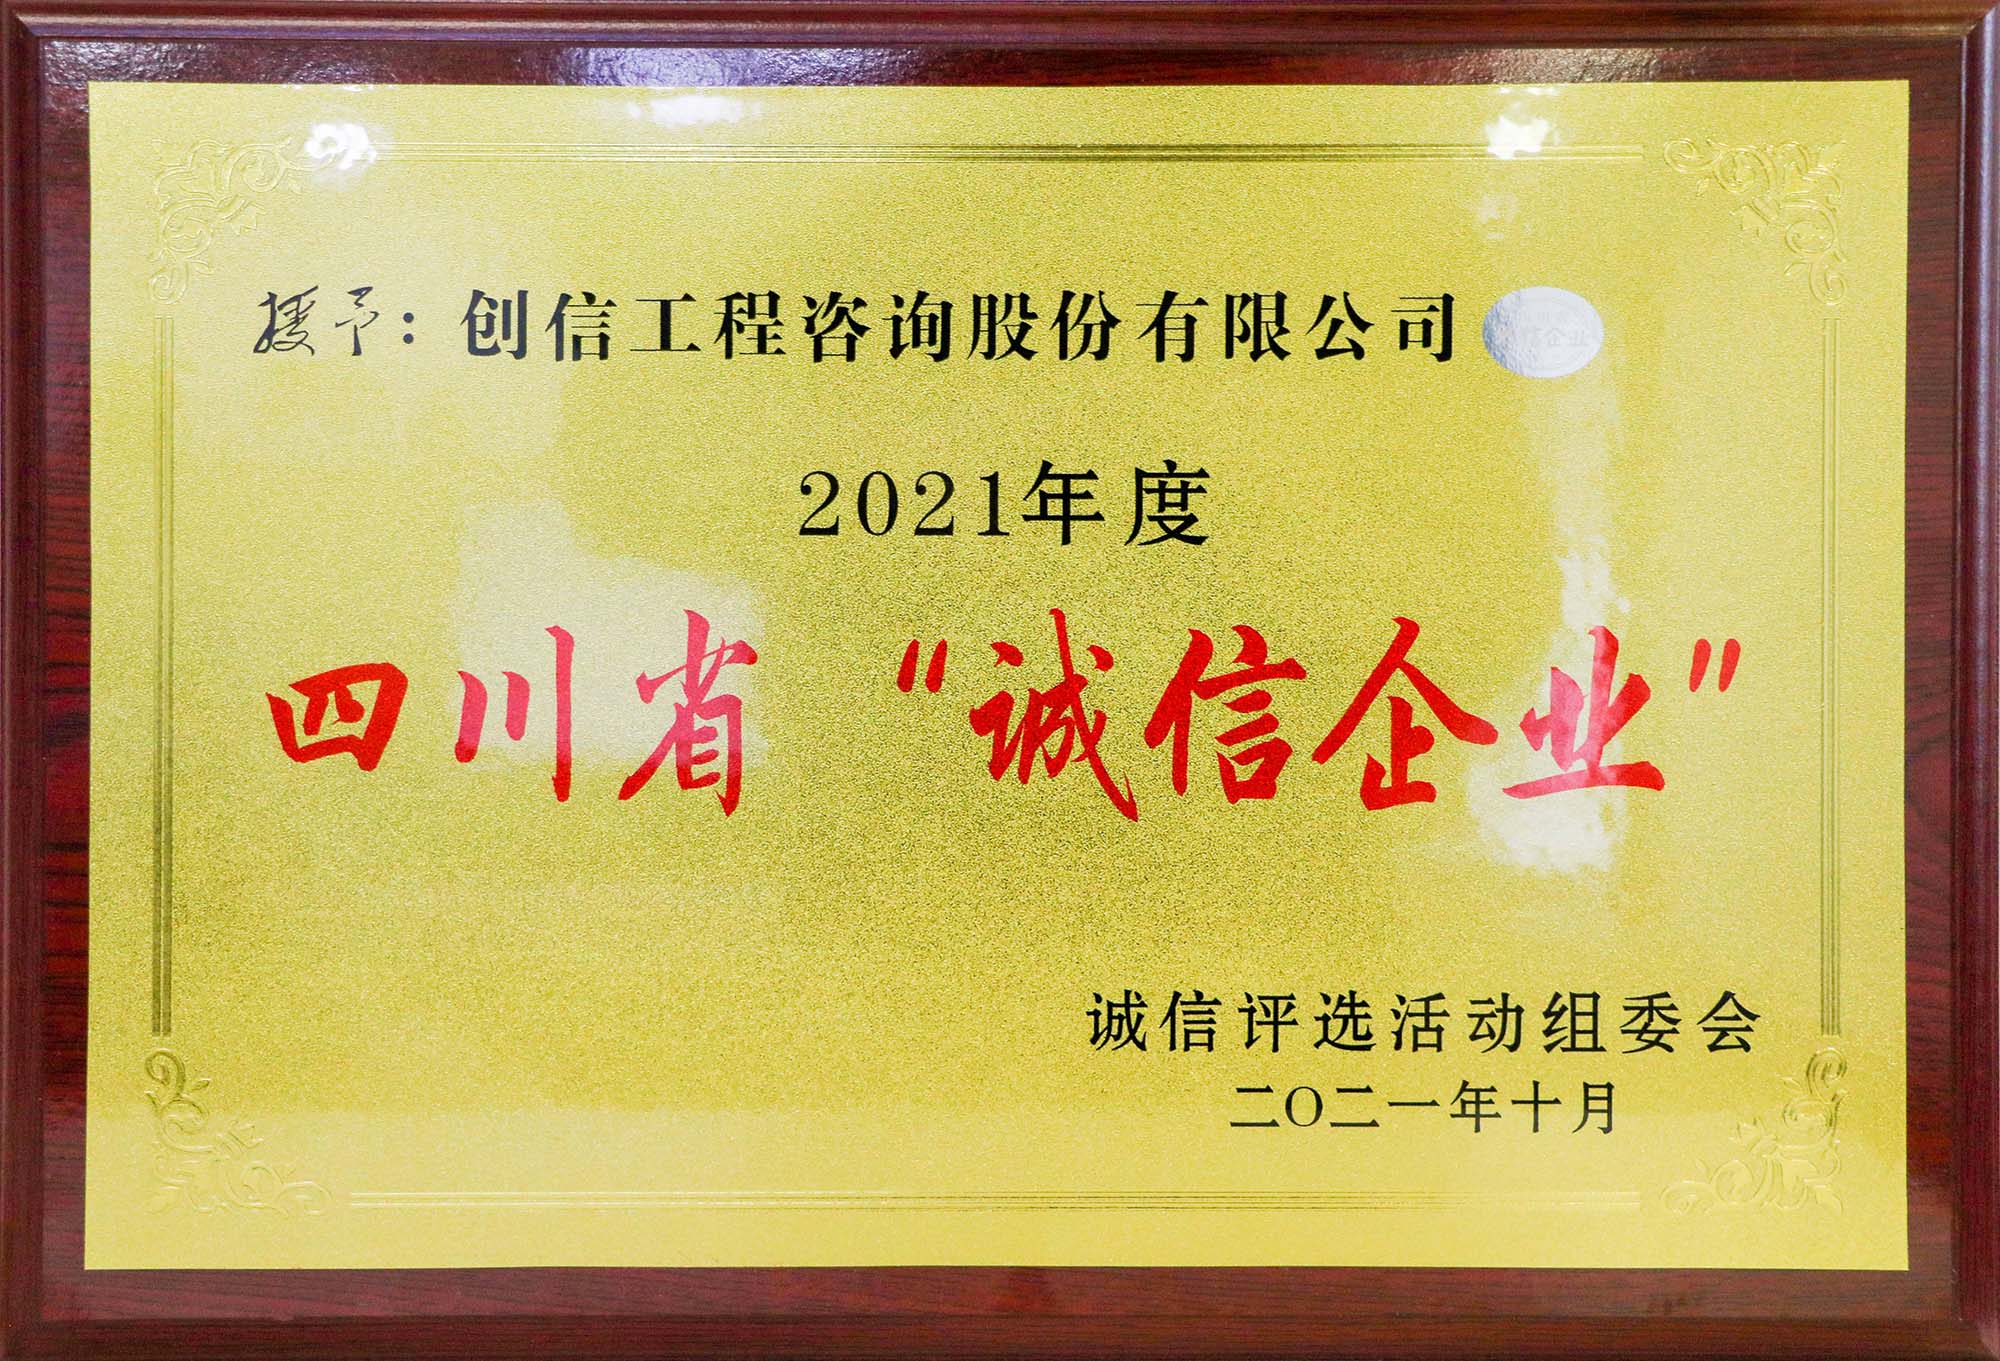 授予：创信工程咨询股份有限公司
2021年度
四川省“诚信企业”
诚信评选活动组委会
二〇二一年十月